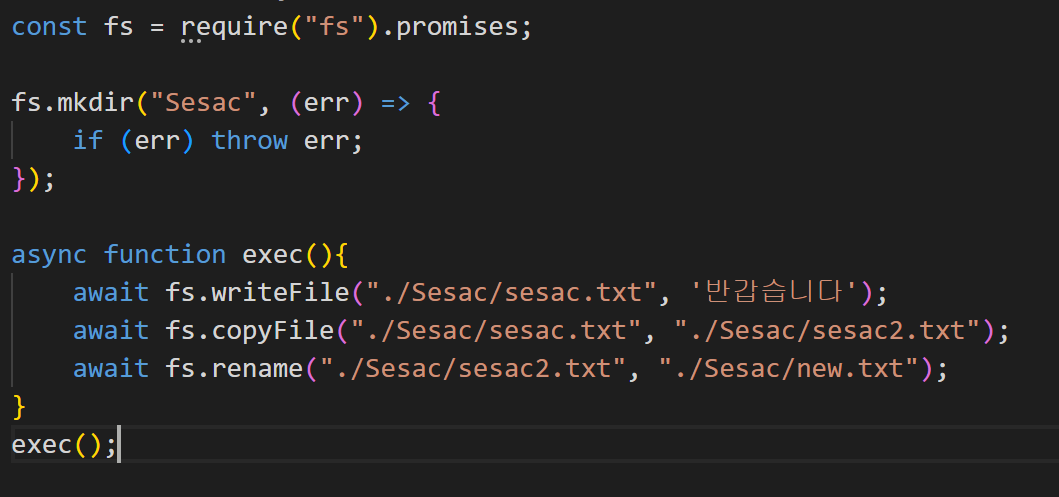 const fs = require("fs").promises;
fs.mkdir("Sesac", (err) => {
    if (err) throw err;
});
async function exec(){
    await fs.writeFile("./Sesac/sesac.txt", '반갑습니다');
    await fs.copyFile("./Sesac/sesac.txt", "./Sesac/sesac2.txt");
    await fs.rename("./Sesac/sesac2.txt", "./Sesac/new.txt");
}
exec();